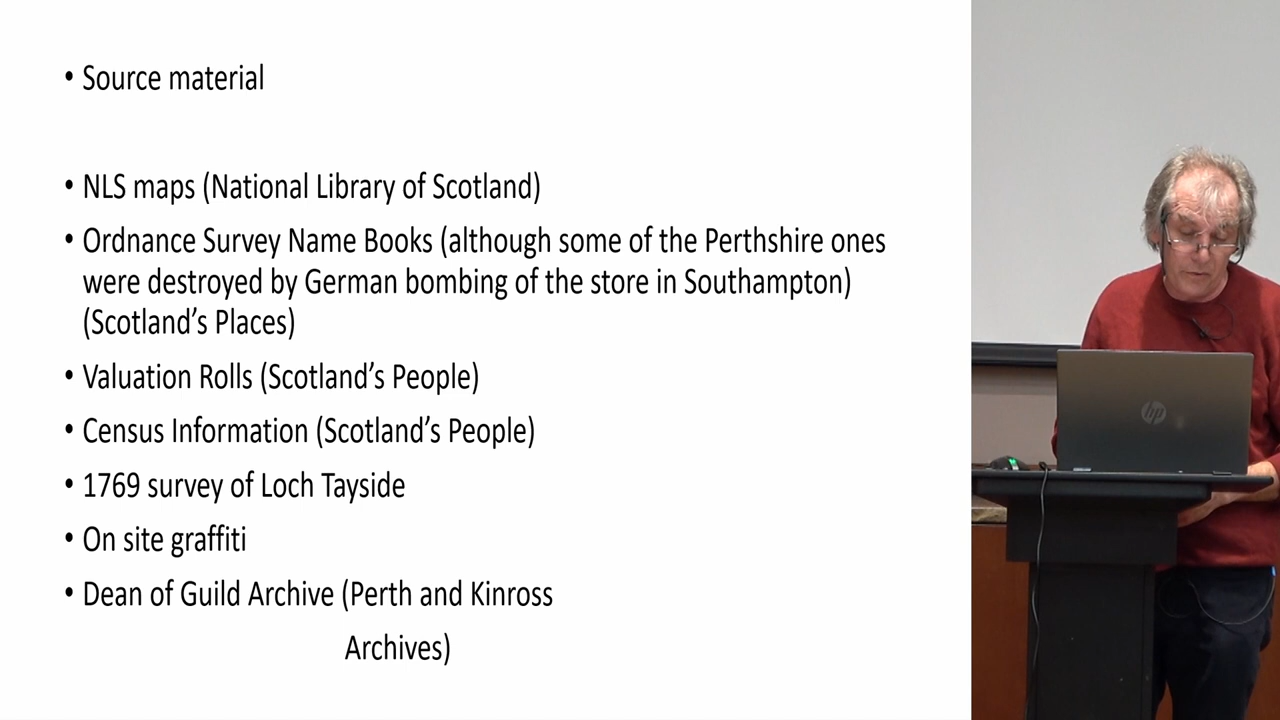 • Source material
• NLS maps (National Library of Scotland)
• Ordnance Survey Name Books (although some of the Perthshire ones
were destroyed by German bombing of the store in Southampton)
(Scotland’s Places)
• Valuation Rolls (Scotland’s People)
• Census Information (Scotland’s People)
• 1769 survey of Loch Tayside
• On site graffiti
• Dean of Guild Archive (Perth and Kinross
Archives)
hp